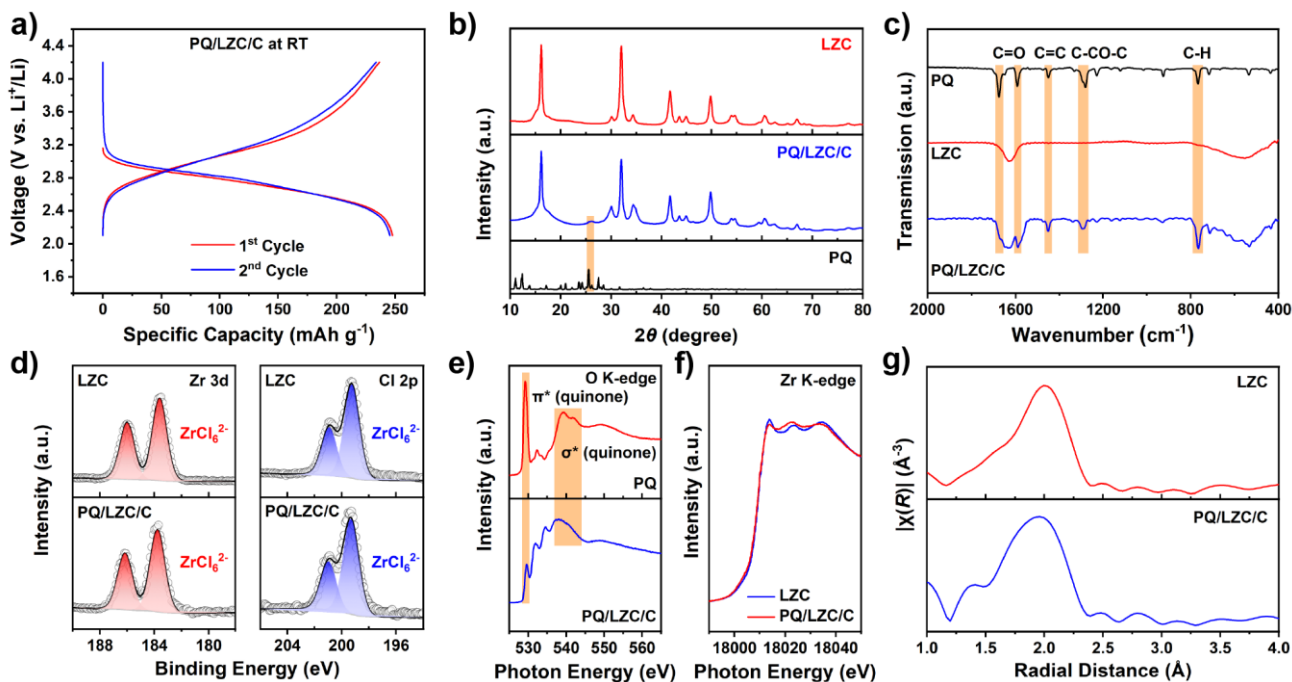 a)
PQ/LZC/C at RT
4.4
4.0
3.6
3.2
2.8
2.4
2.0
1.6
Voltage (V vs. Li⁺/Li)
1ˢᵗ Cycle
2ⁿᵈ Cycle
0 50 100 150 200 250
Specific Capacity (mAh g⁻¹)
b)
LZC
PQ/LZC/C
PQ
Intensity (a.u.)
10 20 30 40 50 60 70 80
2θ (degree)
c)
C=O C=C C-CO-C C-H
PQ
LZC
PQ/LZC/C
Transmission (a.u.)
2000 1600 1200 800 400
Wavenumber (cm⁻¹)
d)
LZC Zr 3d
ZrCl₆²⁻
PQ/LZC/C
ZrCl₆²⁻
LZC Cl 2p
ZrCl₆²⁻
PQ/LZC/C
ZrCl₆²⁻
Intensity (a.u.)
190 185 180
205 200 195
Binding Energy (eV)
e)
O K-edge
π* (quinone)
σ* (quinone)
PQ
PQ/LZC/C
Intensity (a.u.)
530 540 550 560
Photon Energy (eV)
f)
Zr K-edge
LZC
PQ/LZC/C
Intensity (a.u.)
18000 18040
Photon Energy (eV)
g)
LZC
PQ/LZC/C
|χ(R)| (Å⁻³)
1.0 1.5 2.0 2.5 3.0 3.5 4.0
Radial Distance (Å)